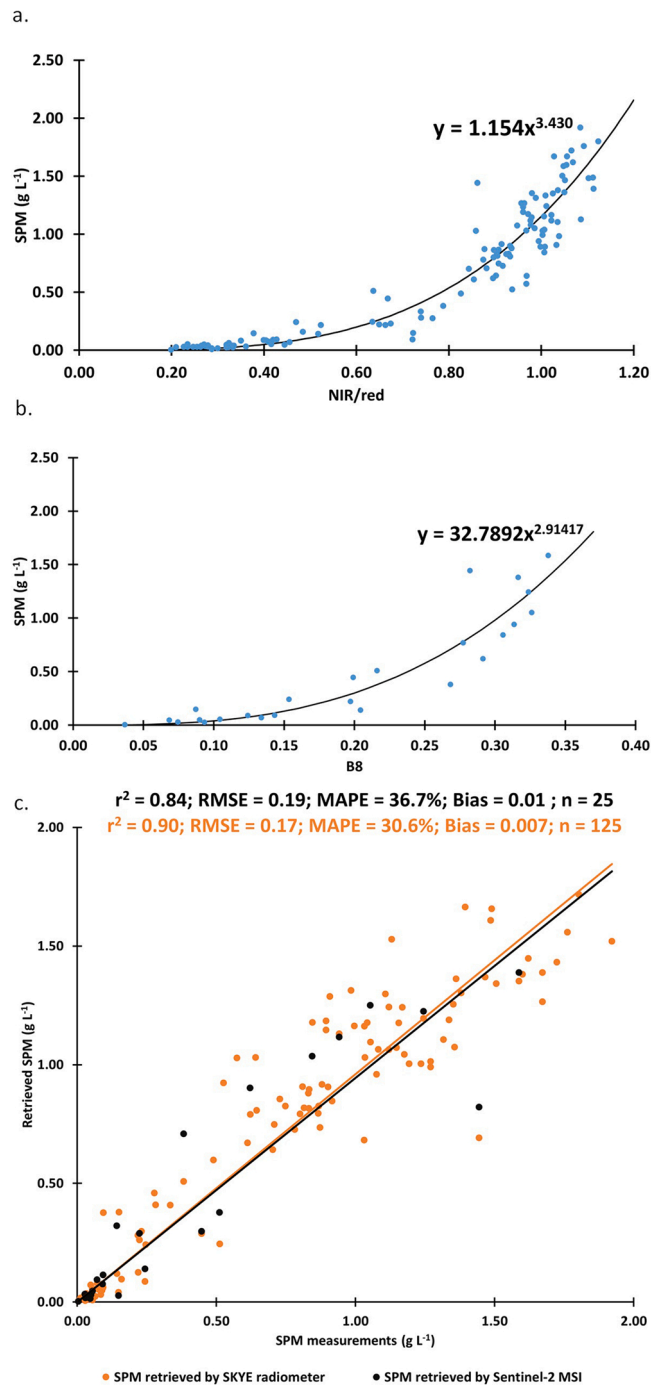 a.
2.50
2.00
1.50
1.00
0.50
0.00
SPM (g L⁻¹)
y = 1.154x³·⁴³⁰
0.00 0.20 0.40 0.60 0.80 1.00 1.20
NIR/red
b.
2.50
2.00
1.50
1.00
0.50
0.00
SPM (g L⁻¹)
y = 32.7892x²·⁹¹⁴¹⁷
0.00 0.05 0.10 0.15 0.20 0.25 0.30 0.35 0.40
B8
c.
r² = 0.84; RMSE = 0.19; MAPE = 36.7%; Bias = 0.01 ; n = 25
r² = 0.90; RMSE = 0.17; MAPE = 30.6%; Bias = 0.007; n = 125
2.00
1.50
1.00
0.50
0.00
Retrieved SPM (g L⁻¹)
0.00 0.50 1.00 1.50 2.00
SPM measurements (g L⁻¹)
SPM retrieved by SKYE radiometer SPM retrieved by Sentinel-2 MSI